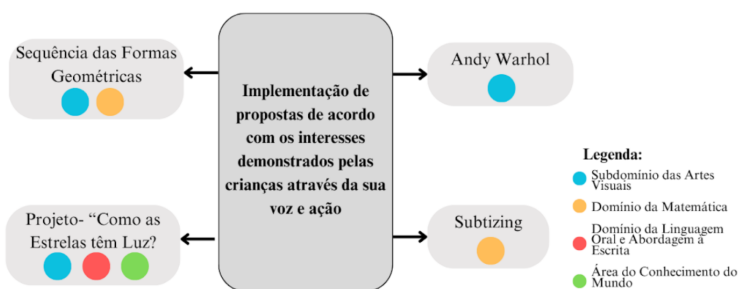 Sequência das Formas
Geométricas
Implementação de
propostas de acordo
com os interesses
demonstrados pelas
crianças através da sua
voz e ação
Andy Warhol
Projeto- “Como as
Estrelas têm Luz?
Subtizing
Legenda:
Subdomínio das Artes
Visuais
Domínio da Matemática
Domínio da Linguagem
Oral e Abordagem à
Escrita
Área do Conhecimento do
Mundo